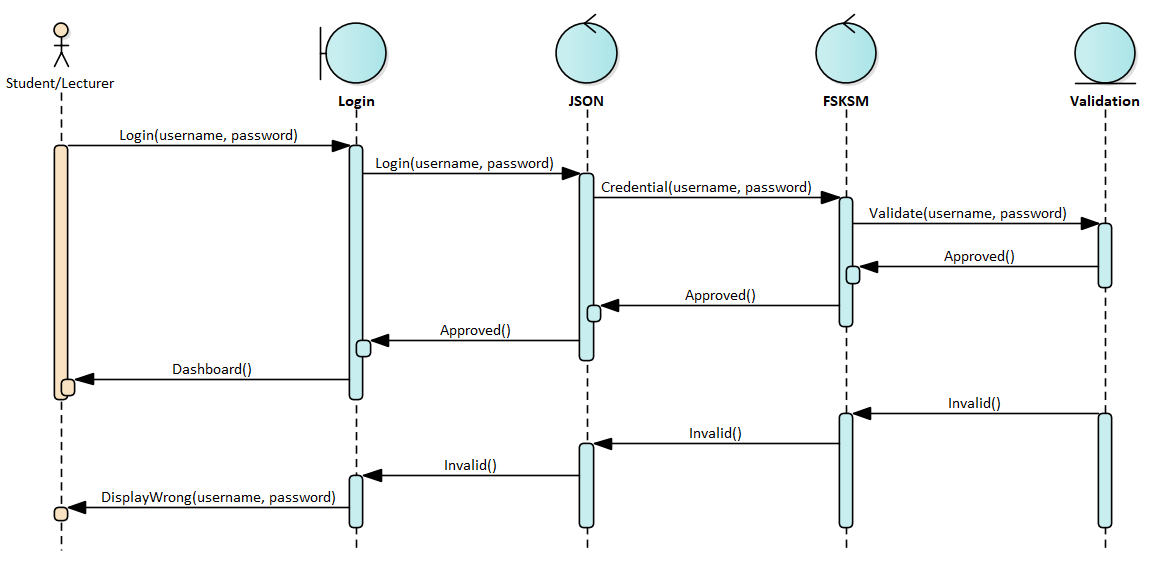 Student/Lecturer
Login
JSON
FSKSM
Validation
Login(username, password)
Login(username, password)
Credential(username, password)
Validate(username, password)
Approved()
Approved()
Approved()
Dashboard()
Invalid()
Invalid()
Invalid()
DisplayWrong(username, password)